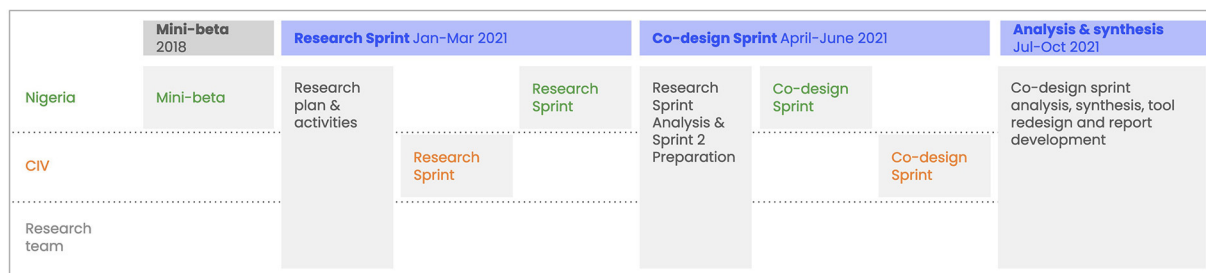 Mini-beta
2018
Research Sprint Jan-Mar 2021
Co-design Sprint April-June 2021
Analysis & synthesis
Jul-Oct 2021
Nigeria
Mini-beta
Research
plan &
activities
Research
Sprint
Research
Sprint
Analysis &
Sprint 2
Preparation
Co-design
Sprint
Co-design sprint
analysis, synthesis, tool
redesign and report
development
CIV
Research
Sprint
Co-design
Sprint
Research
team